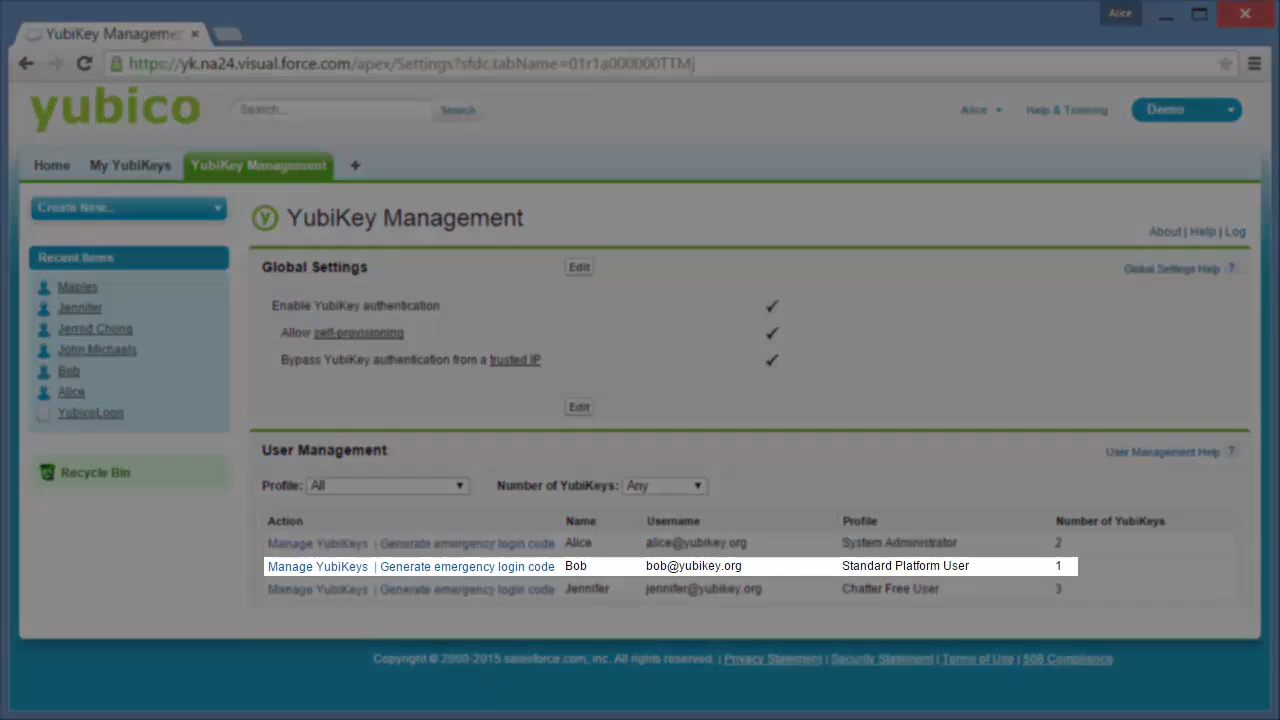 Alice
YubiKey Managemen
https://yk.na24.visual.force.com/apex/Settings?sfdc.tabName=01r1a000000TTMj
yubico
Search...
Search
Alice
Help & Training
Demo
Home
My YubiKeys
YubiKey Management
+
Create New...
YubiKey Management
About | Help | Log
Recent Items
Maples
Jennifer
Jerrod Chong
John Michaels
Bob
Alice
YubicoLogo
Recycle Bin
Global Settings
Edit
Global Settings Help ?
Enable YubiKey authentication ✓
Allow self-provisioning ✓
Bypass YubiKey authentication from a trusted IP ✓
Edit
User Management
User Management Help ?
Profile: All
Number of YubiKeys: Any
Action Name Username Profile Number of YubiKeys
Manage YubiKeys | Generate emergency login code Alice alice@yubikey.org System Administrator 2
Manage YubiKeys | Generate emergency login code Bob bob@yubikey.org Standard Platform User 1
Manage YubiKeys | Generate emergency login code Jennifer jennifer@yubikey.org Chatter Free User 3
Copyright © 2000-2015 salesforce.com, inc. All rights reserved. | Privacy Statement | Security Statement | Terms of Use | 508 Compliance